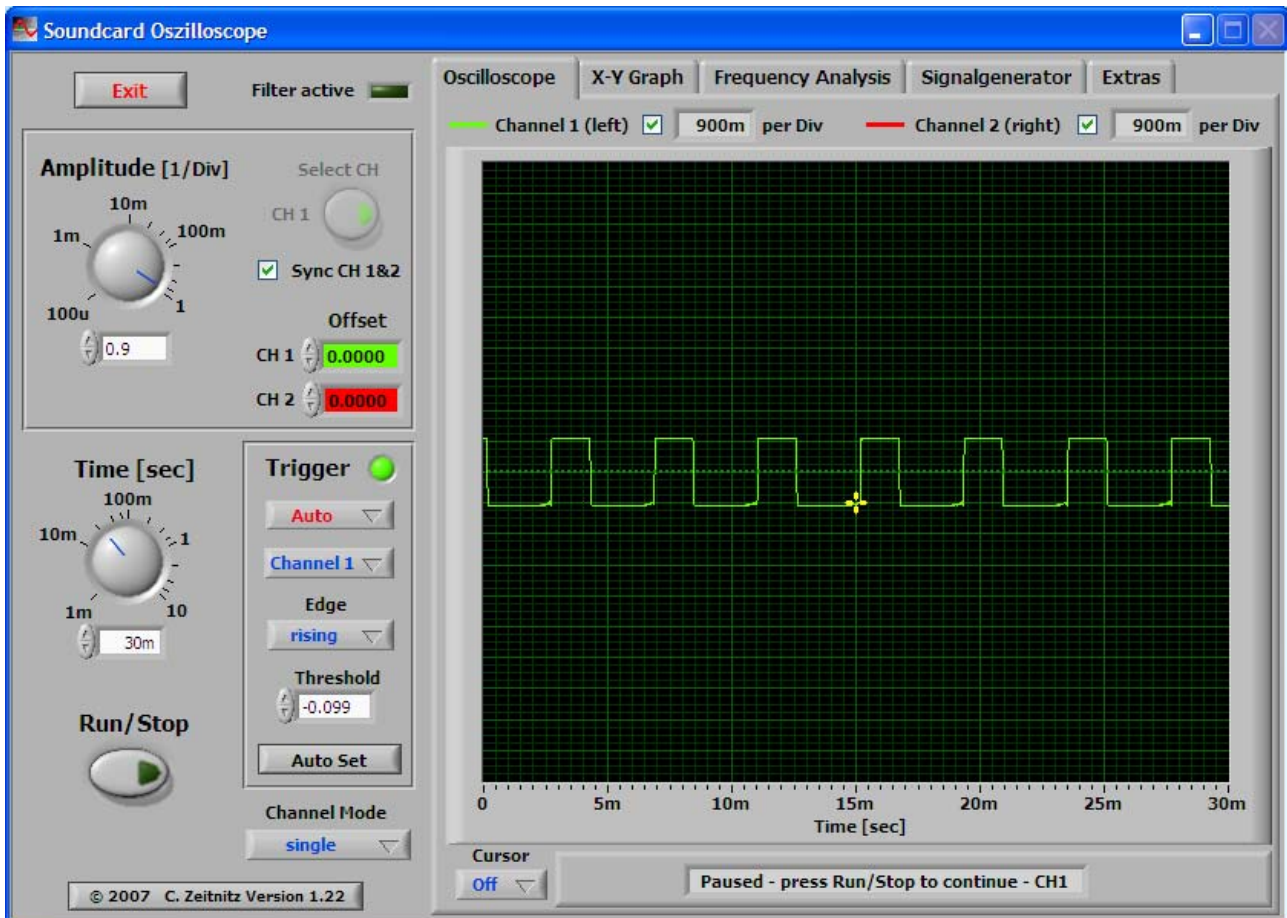 Soundcard Oszilloscope
Exit
Filter active
Amplitude [1/Div]
10m
1m
100m
100u
1
0.9
Select CH
CH 1
Sync CH 1&2
Offset
CH 1 0.0000
CH 2 0.0000
Time [sec]
100m
10m
1
1m
10
30m
Run/Stop
Trigger
Auto
Channel 1
Edge
rising
Threshold
-0.099
Auto Set
Channel Mode
single
© 2007 C. Zeitnitz Version 1.22
Oscilloscope X-Y Graph Frequency Analysis Signalgenerator Extras
Channel 1 (left) 900m per Div Channel 2 (right) 900m per Div
0 5m 10m 15m 20m 25m 30m
Time [sec]
Cursor
Off
Paused - press Run/Stop to continue - CH1